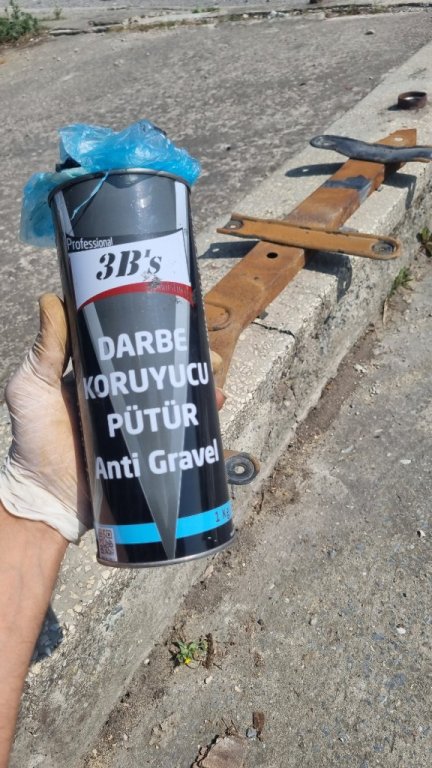 Professional
3B's
DARBE
KORUYUCU
PÜTÜR
Anti Gravel